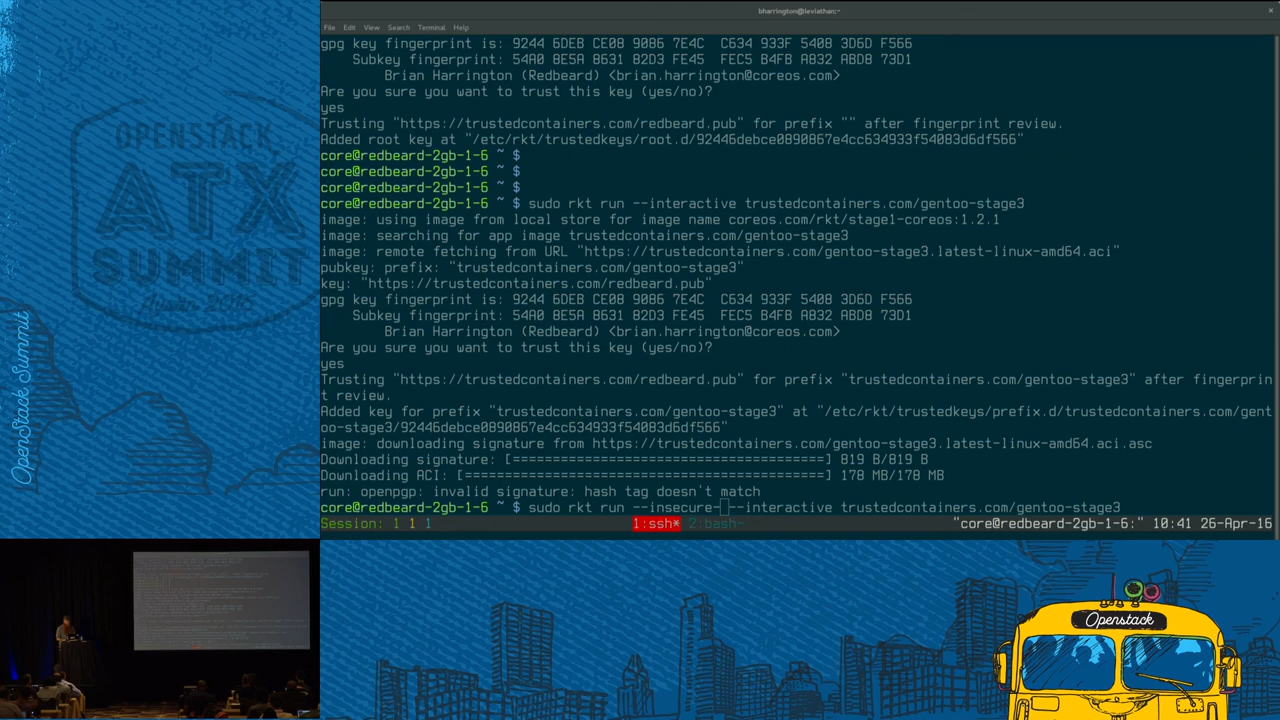 bharrington@leviathan:~
File Edit View Search Terminal Help
gpg key fingerprint is: 9244 6DEB CE08 9086 7E4C  C634 933F 5408 3D6D F566
Subkey fingerprint: 54A0 8E5A 8631 82D3 FE45  FEC5 B4FB A832 ABD8 73D1
Brian Harrington (Redbeard) <brian.harrington@coreos.com>
Are you sure you want to trust this key (yes/no)?
yes
Trusting "https://trustedcontainers.com/redbeard.pub" for prefix "" after fingerprint review.
Added root key at "/etc/rkt/trustedkeys/root.d/92446debce0890867e4cc634933f54083d6df566"
core@redbeard-2gb-1-6 ~ $
core@redbeard-2gb-1-6 ~ $
core@redbeard-2gb-1-6 ~ $
core@redbeard-2gb-1-6 ~ $ sudo rkt run --interactive trustedcontainers.com/gentoo-stage3
image: using image from local store for image name coreos.com/rkt/stage1-coreos:1.2.1
image: searching for app image trustedcontainers.com/gentoo-stage3
image: remote fetching from URL "https://trustedcontainers.com/gentoo-stage3.latest-linux-amd64.aci"
pubkey: prefix: "trustedcontainers.com/gentoo-stage3"
key: "https://trustedcontainers.com/redbeard.pub"
gpg key fingerprint is: 9244 6DEB CE08 9086 7E4C  C634 933F 5408 3D6D F566
Subkey fingerprint: 54A0 8E5A 8631 82D3 FE45  FEC5 B4FB A832 ABD8 73D1
Brian Harrington (Redbeard) <brian.harrington@coreos.com>
Are you sure you want to trust this key (yes/no)?
yes
Trusting "https://trustedcontainers.com/redbeard.pub" for prefix "trustedcontainers.com/gentoo-stage3" after fingerprin
t review.
Added key for prefix "trustedcontainers.com/gentoo-stage3" at "/etc/rkt/trustedkeys/prefix.d/trustedcontainers.com/gent
oo-stage3/92446debce0890867e4cc634933f54083d6df566"
image: downloading signature from https://trustedcontainers.com/gentoo-stage3.latest-linux-amd64.aci.asc
Downloading signature: [=======================================] 819 B/819 B
Downloading ACI: [=============================================] 178 MB/178 MB
run: openpgp: invalid signature: hash tag doesn't match
core@redbeard-2gb-1-6 ~ $ sudo rkt run --insecure- --interactive trustedcontainers.com/gentoo-stage3
Session: 1 1 1 1:ssh* 2:bash- "core@redbeard-2gb-1-6:" 10:41 26-Apr-16
OPENSTACK
ATX
SUMMIT
Austin 2016
OpenStack Summit
Openstack